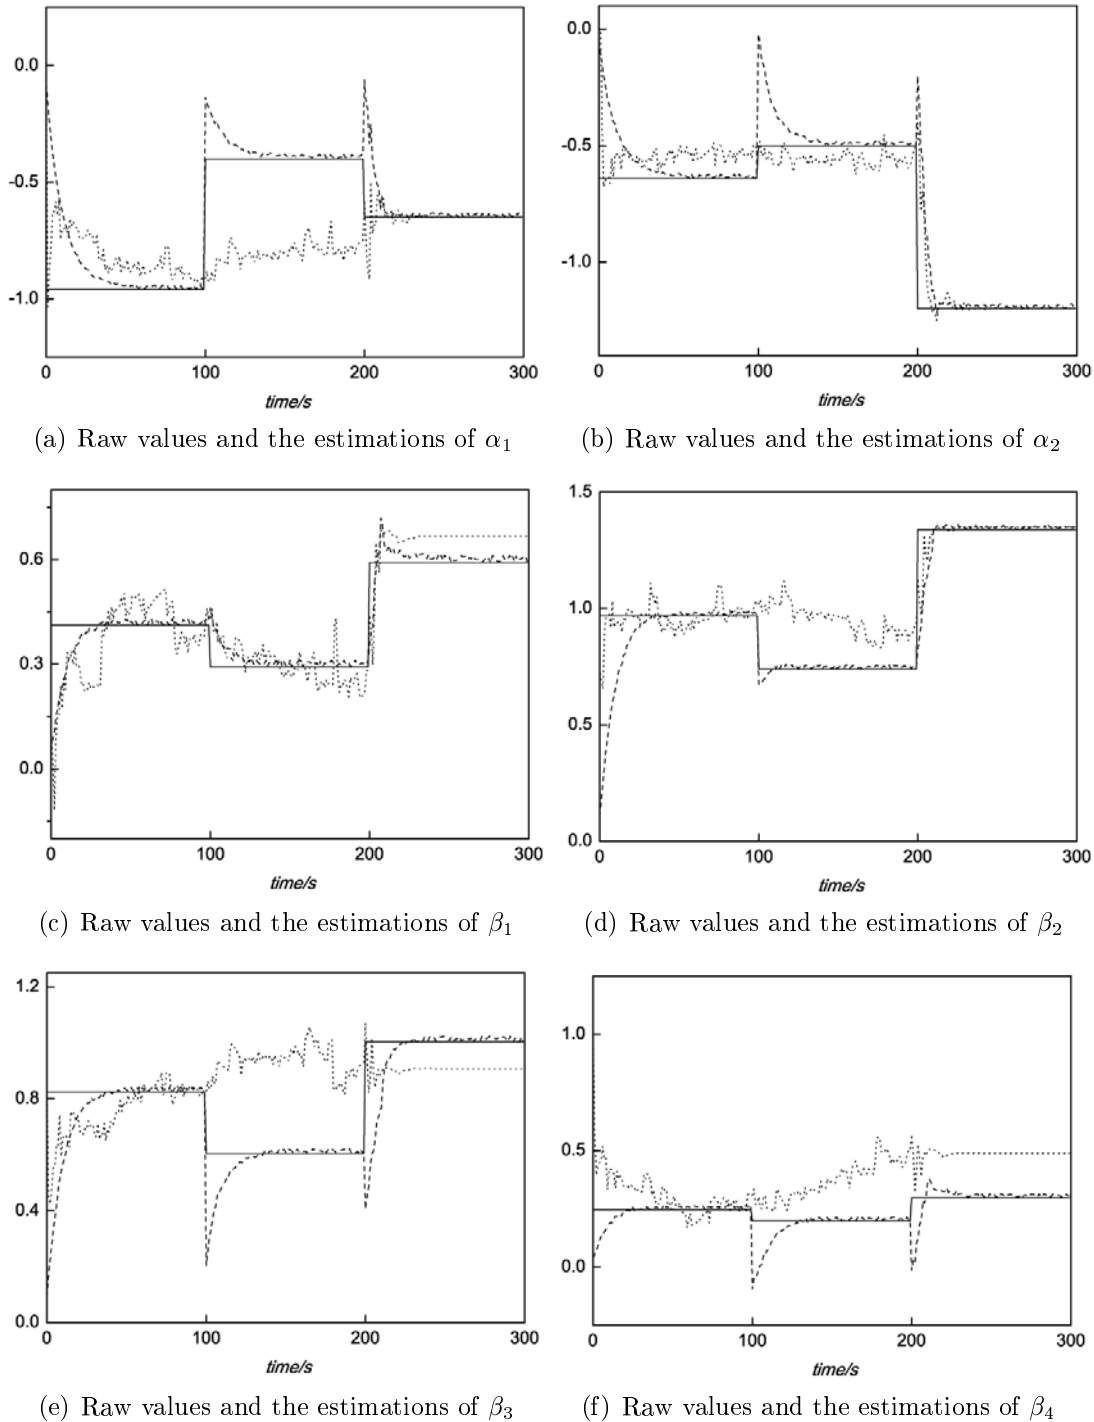 0.0
-0.5
-1.0
0 100 200 300
time/s
(a) Raw values and the estimations of α₁
0.0
-0.5
-1.0
0 100 200 300
time/s
(b) Raw values and the estimations of α₂
0.6
0.3
0.0
0 100 200 300
time/s
(c) Raw values and the estimations of β₁
1.5
1.0
0.5
0.0
0 100 200 300
time/s
(d) Raw values and the estimations of β₂
1.2
0.8
0.4
0.0
0 100 200 300
time/s
(e) Raw values and the estimations of β₃
1.0
0.5
0.0
0 100 200 300
time/s
(f) Raw values and the estimations of β₄